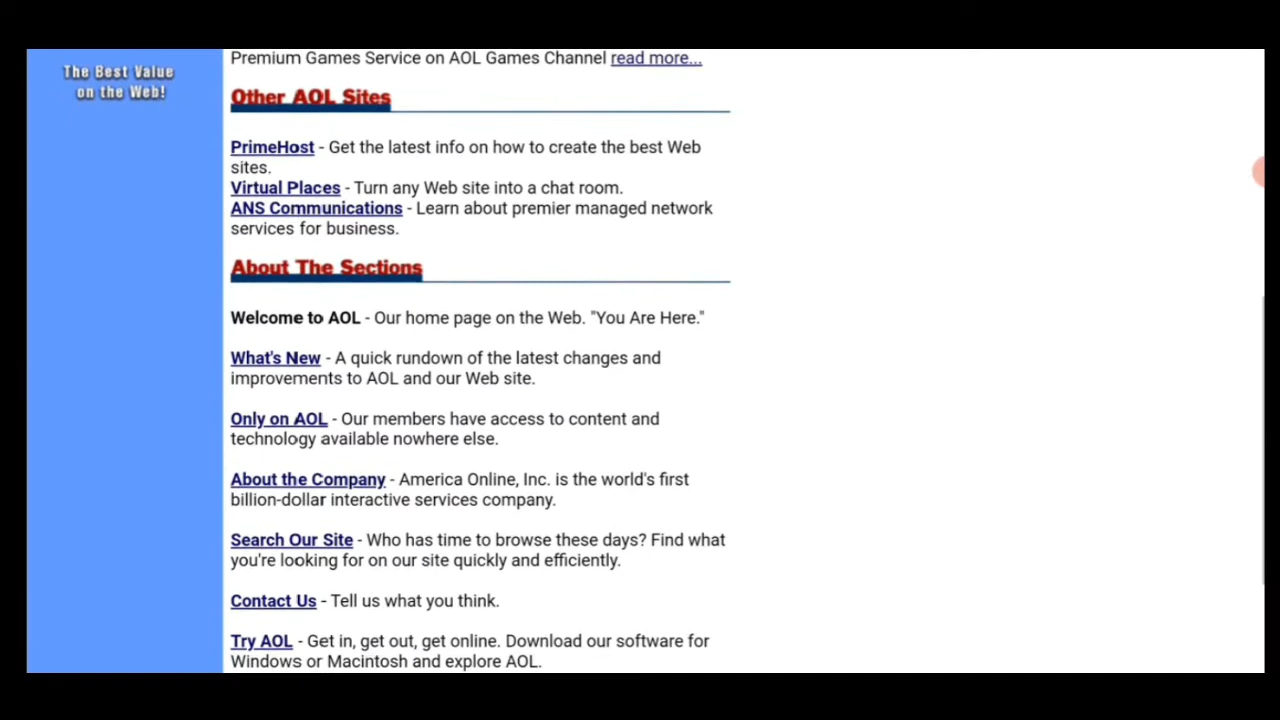 The Best Value
on the Web!
Premium Games Service on AOL Games Channel read more...
Other AOL Sites
PrimeHost - Get the latest info on how to create the best Web
sites.
Virtual Places - Turn any Web site into a chat room.
ANS Communications - Learn about premier managed network
services for business.
About The Sections
Welcome to AOL - Our home page on the Web. "You Are Here."
What's New - A quick rundown of the latest changes and
improvements to AOL and our Web site.
Only on AOL - Our members have access to content and
technology available nowhere else.
About the Company - America Online, Inc. is the world's first
billion-dollar interactive services company.
Search Our Site - Who has time to browse these days? Find what
you're looking for on our site quickly and efficiently.
Contact Us - Tell us what you think.
Try AOL - Get in, get out, get online. Download our software for
Windows or Macintosh and explore AOL.